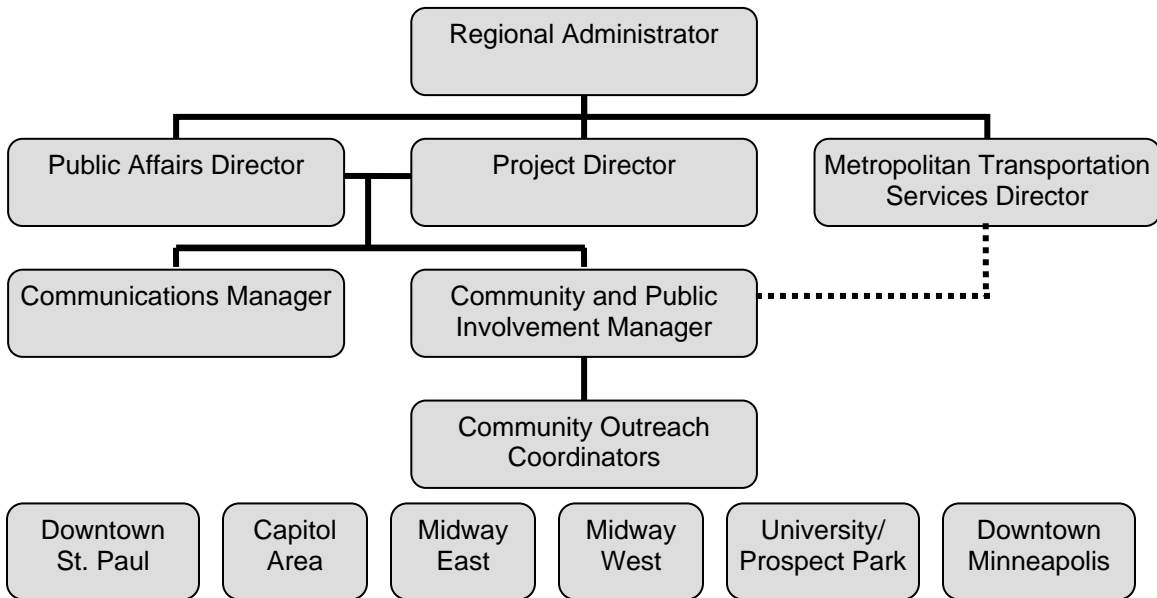 Regional Administrator
Public Affairs Director
Project Director
Metropolitan Transportation
Services Director
Communications Manager
Community and Public
Involvement Manager
Community Outreach
Coordinators
Downtown
St. Paul
Capitol
Area
Midway
East
Midway
West
University/
Prospect Park
Downtown
Minneapolis